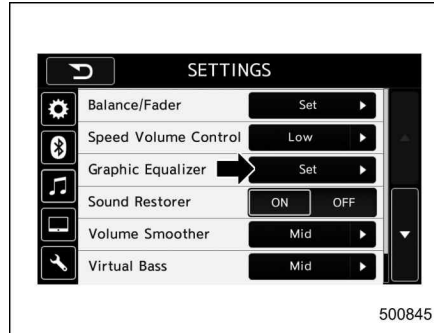 SETTINGS
Balance/Fader Set
Speed Volume Control Low
Graphic Equalizer Set
Sound Restorer ON OFF
Volume Smoother Mid
Virtual Bass Mid
500845